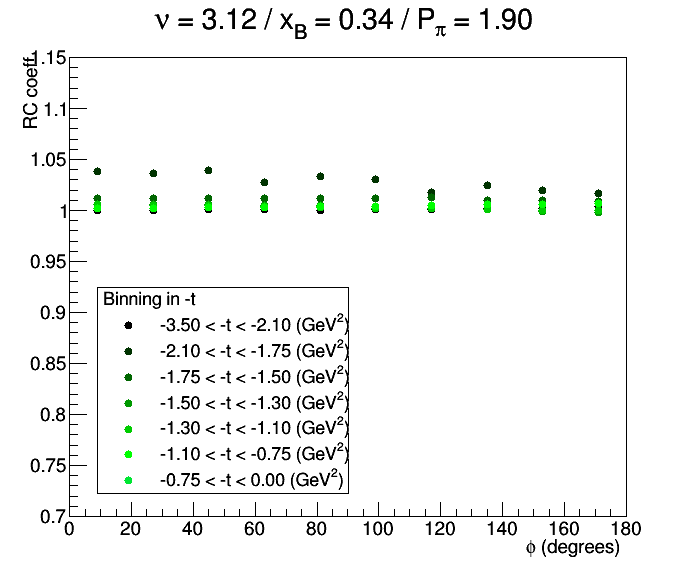 ν = 3.12 / x_B = 0.34 / P_π = 1.90
RC coeff.
1.15
1.1
1.05
1
0.95
0.9
0.85
0.8
0.75
0.7
Binning in -t
-3.50 < -t < -2.10 (GeV²)
-2.10 < -t < -1.75 (GeV²)
-1.75 < -t < -1.50 (GeV²)
-1.50 < -t < -1.30 (GeV²)
-1.30 < -t < -1.10 (GeV²)
-1.10 < -t < -0.75 (GeV²)
-0.75 < -t < 0.00 (GeV²)
0 20 40 60 80 100 120 140 160 180
ϕ (degrees)